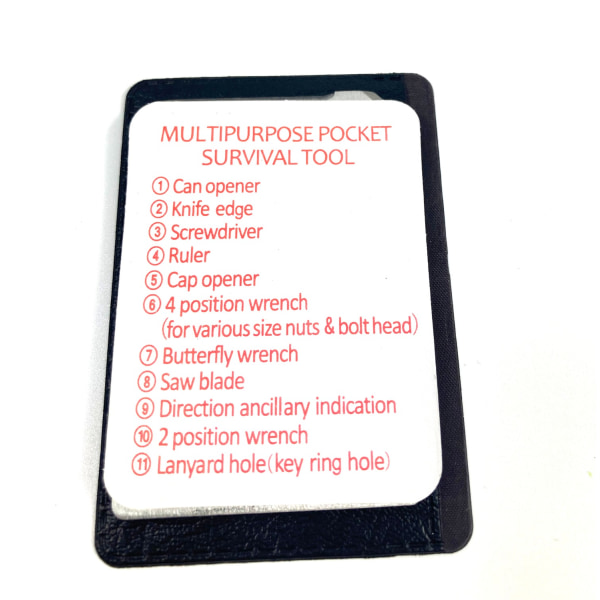 MULTIPURPOSE POCKET
SURVIVAL TOOL
① Can opener
② Knife edge
③ Screwdriver
④ Ruler
⑤ Cap opener
⑥ 4 position wrench
(for various size nuts & bolt head)
⑦ Butterfly wrench
⑧ Saw blade
⑨ Direction ancillary indication
⑩ 2 position wrench
⑪ Lanyard hole(key ring hole)